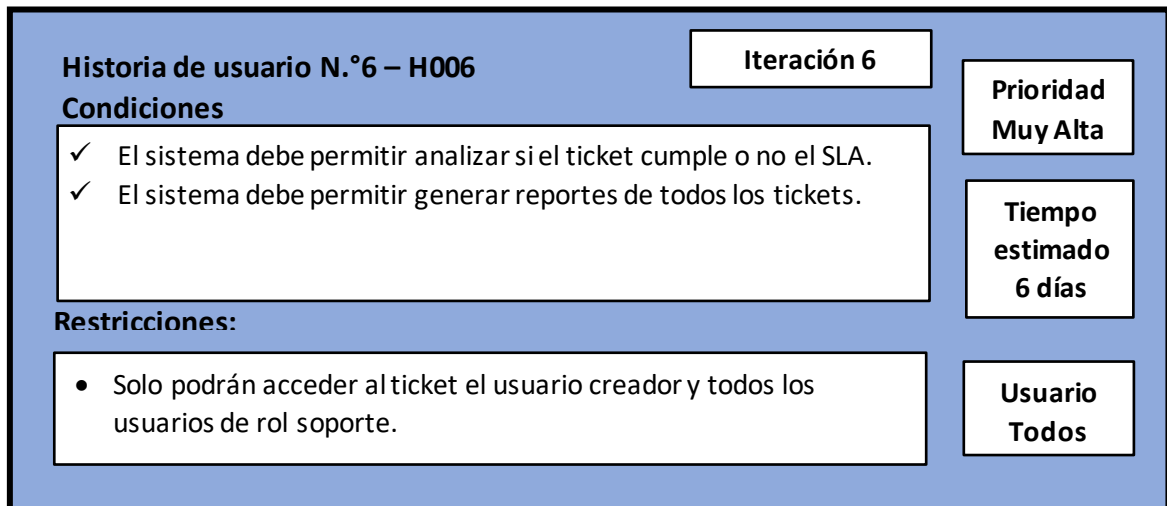 Historia de usuario N.°6 – H006
Condiciones
Iteración 6
Prioridad
Muy Alta
✓ El sistema debe permitir analizar si el ticket cumple o no el SLA.
✓ El sistema debe permitir generar reportes de todos los tickets.
Tiempo
estimado
6 días
Restricciones:
• Solo podrán acceder al ticket el usuario creador y todos los
usuarios de rol soporte.
Usuario
Todos